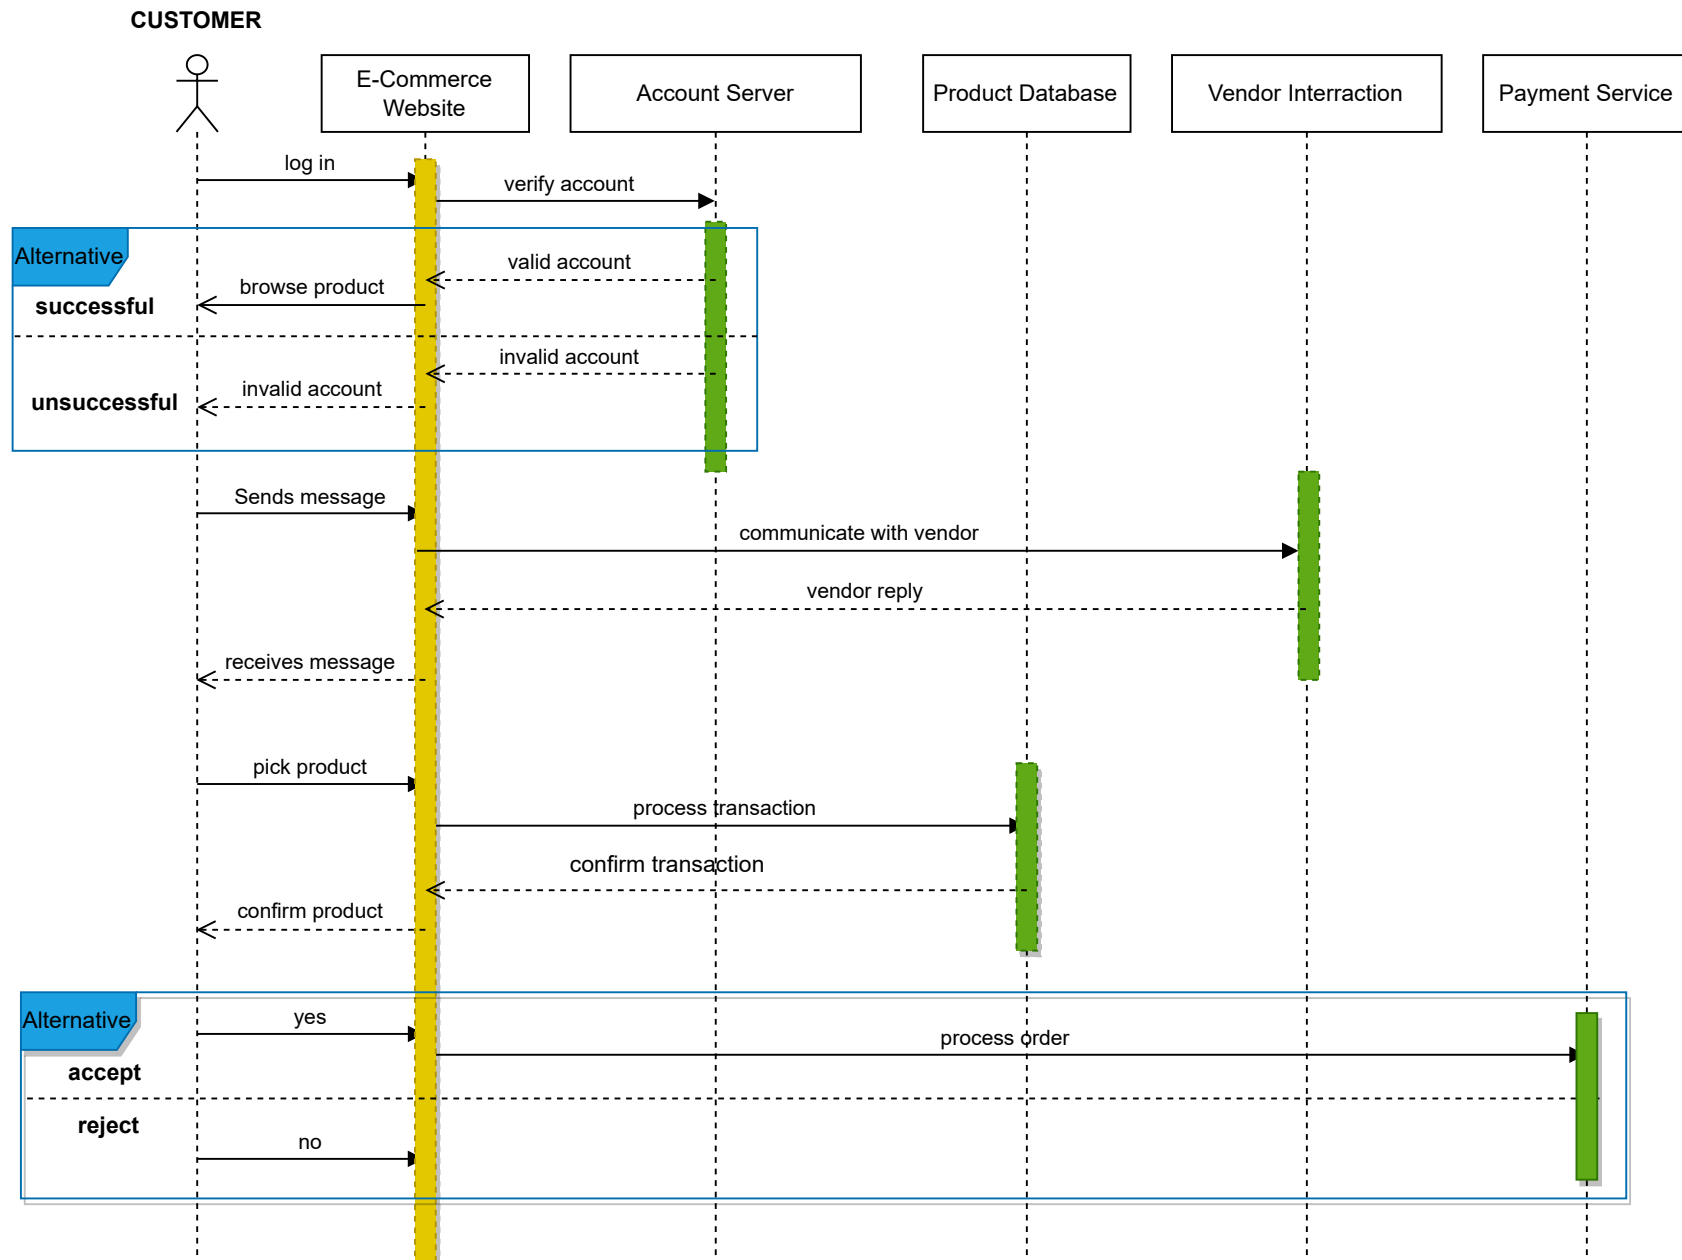 CUSTOMER
E-Commerce
Website
Account Server
Product Database
Vendor Interraction
Payment Service
log in
verify account
Alternative
valid account
browse product
successful
invalid account
invalid account
unsuccessful
Sends message
communicate with vendor
vendor reply
receives message
pick product
process transaction
confirm transaction
confirm product
Alternative
yes
process order
accept
reject
no